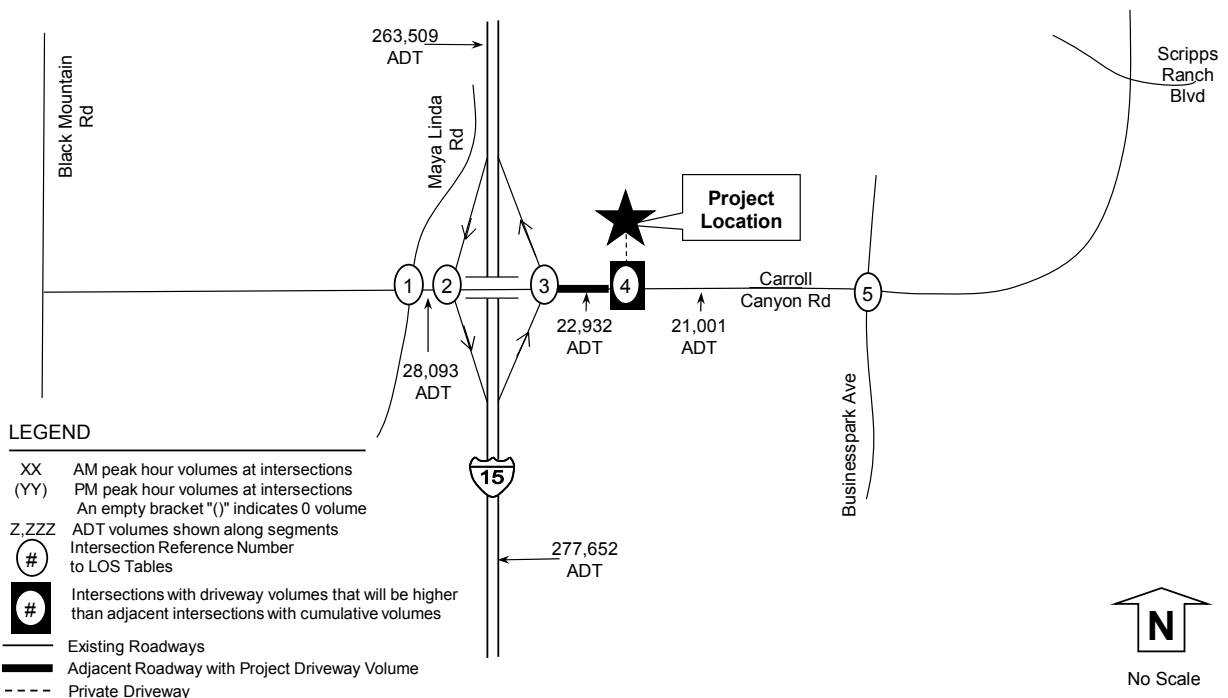 263,509
ADT
Black Mountain
Rd
Maya Linda
Rd
Scripps
Ranch
Blvd
Project
Location
1
2
3
4
5
Carroll
Canyon Rd
22,932
ADT
21,001
ADT
28,093
ADT
Businesspark Ave
15
277,652
ADT
LEGEND
XX AM peak hour volumes at intersections
(YY) PM peak hour volumes at intersections
An empty bracket "()" indicates 0 volume
Z,ZZZ ADT volumes shown along segments
# Intersection Reference Number
to LOS Tables
# Intersections with driveway volumes that will be higher
than adjacent intersections with cumulative volumes
Existing Roadways
Adjacent Roadway with Project Driveway Volume
Private Driveway
N
No Scale